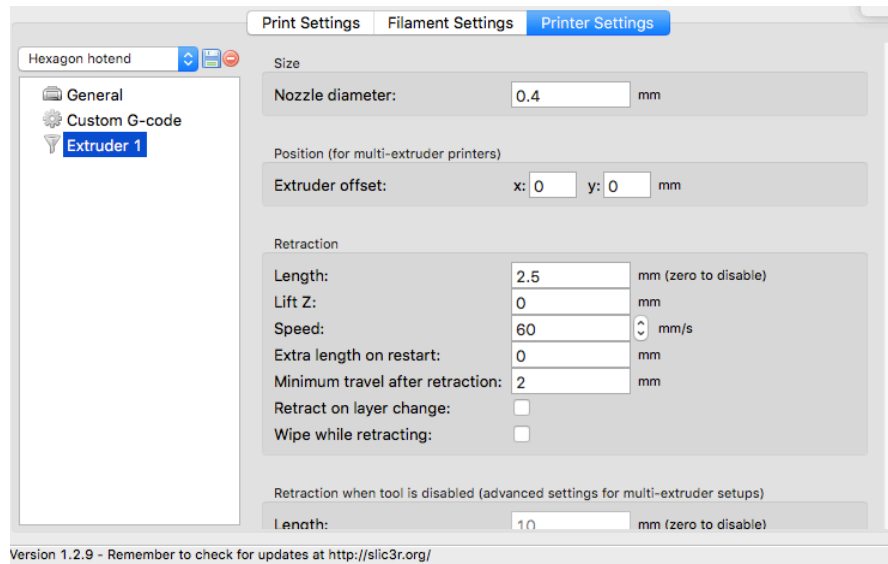 Print Settings Filament Settings Printer Settings
Hexagon hotend
General
Custom G-code
Extruder 1
Size
Nozzle diameter: 0.4 mm
Position (for multi-extruder printers)
Extruder offset: x: 0 y: 0 mm
Retraction
Length: 2.5 mm (zero to disable)
Lift Z: 0 mm
Speed: 60 mm/s
Extra length on restart: 0 mm
Minimum travel after retraction: 2 mm
Retract on layer change:
Wipe while retracting:
Retraction when tool is disabled (advanced settings for multi-extruder setups)
Length: 10 mm (zero to disable)
Version 1.2.9 - Remember to check for updates at http://slic3r.org/